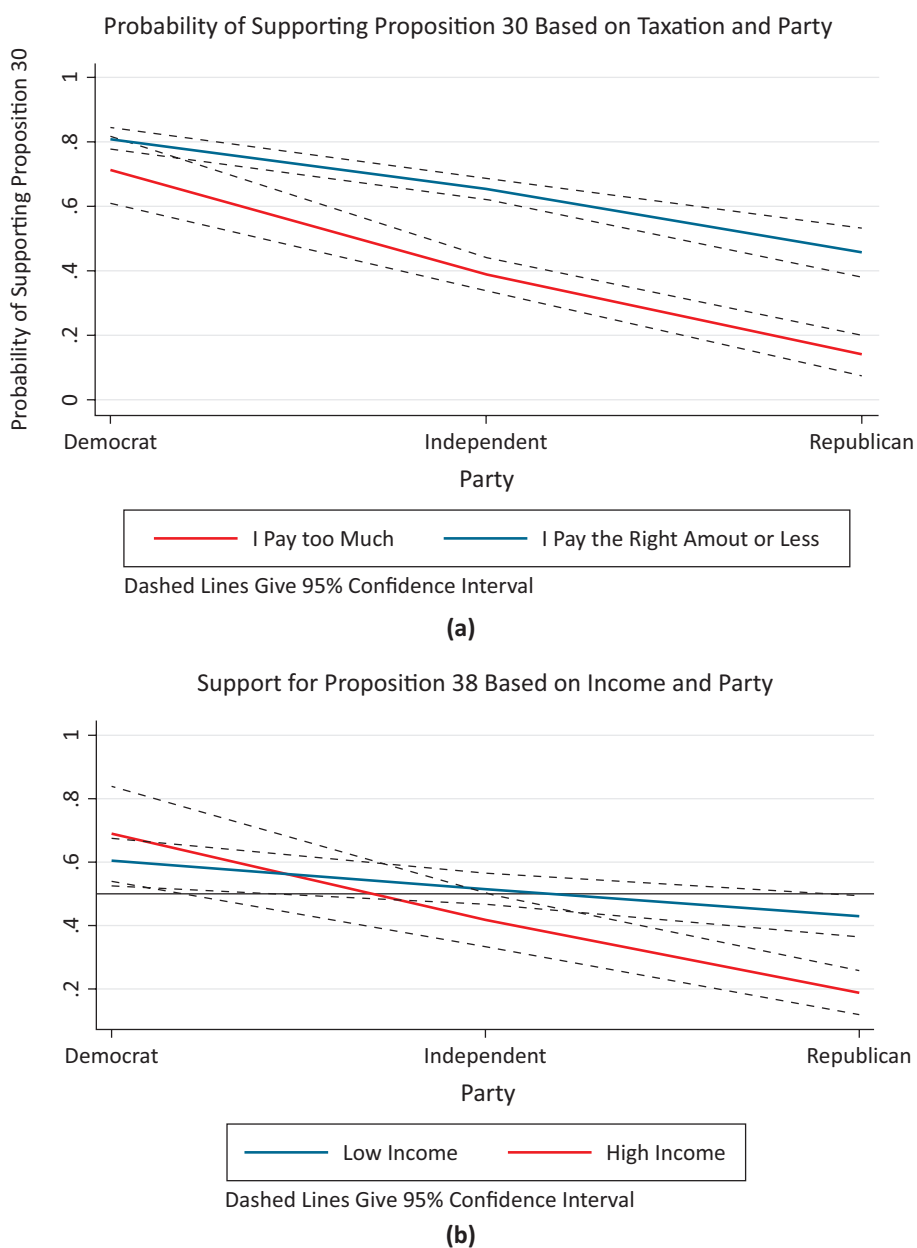 Probability of Supporting Proposition 30 Based on Taxation and Party
Probability of Supporting Proposition 30
1
.8
.6
.4
.2
0
Democrat Independent Republican
Party
I Pay too Much I Pay the Right Amout or Less
Dashed Lines Give 95% Confidence Interval
(a)
Support for Proposition 38 Based on Income and Party
1
.8
.6
.4
.2
Democrat Independent Republican
Party
Low Income High Income
Dashed Lines Give 95% Confidence Interval
(b)